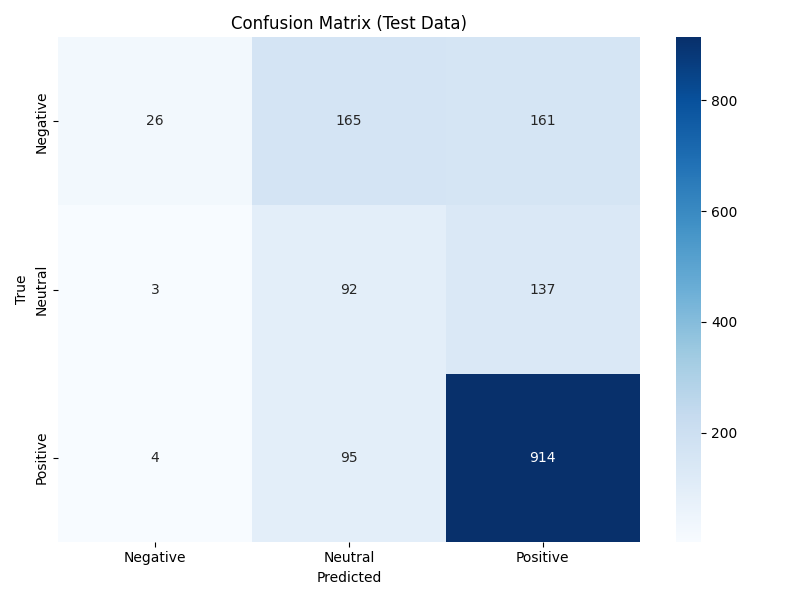 Confusion Matrix (Test Data)
Negative
26
165
161
800
600
True
Neutral
3
92
137
400
Positive
4
95
914
200
Negative
Neutral
Positive
Predicted